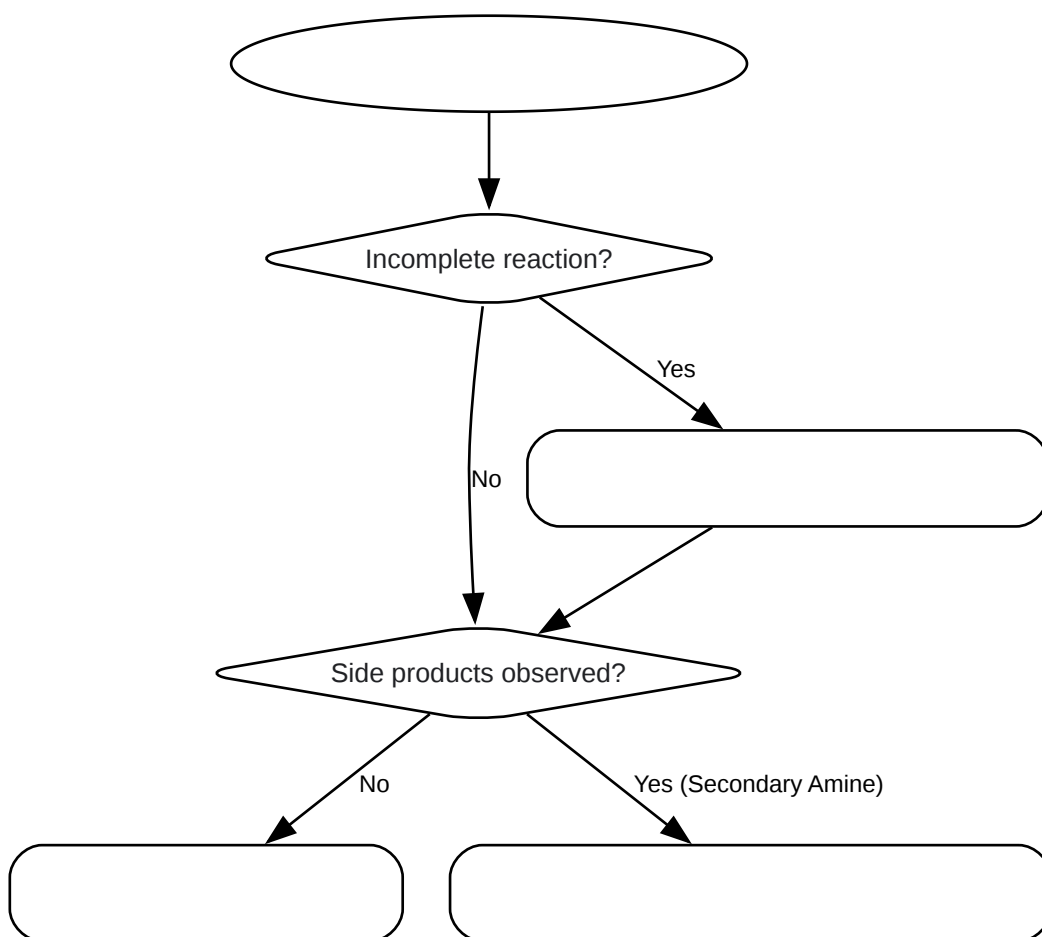 Incomplete reaction?
Yes
No
Side products observed?
No
Yes (Secondary Amine)